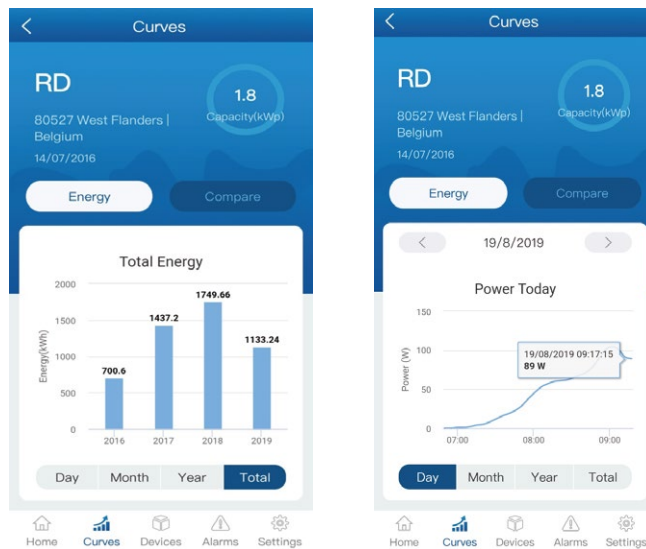 Curves
RD
1.8
Capacity(kWp)
80527 West Flanders |
Belgium
14/07/2016
Energy
Compare
Total Energy
Energy(kWh)
2000
1500
1000
500
0
700.6
1437.2
1749.66
1133.24
2016
2017
2018
2019
Day
Month
Year
Total
Home
Curves
Devices
Alarms
Settings
Curves
RD
1.8
Capacity(kWp)
80527 West Flanders |
Belgium
14/07/2016
Energy
Compare
19/8/2019
Power Today
Power (W)
150
100
50
0
19/08/2019 09:17:15
89 W
07:00
08:00
09:00
Day
Month
Year
Total
Home
Curves
Devices
Alarms
Settings